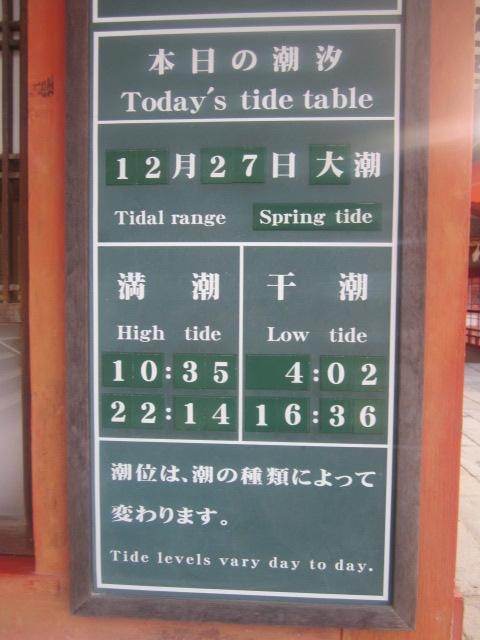 本日の潮汐
Today's tide table
12月27日 大潮
Tidal range Spring tide
満 潮
High tide
10:35
22:14
干 潮
Low tide
4:02
16:36
潮位は、潮の種類によって
変わります。
Tide levels vary day to day.